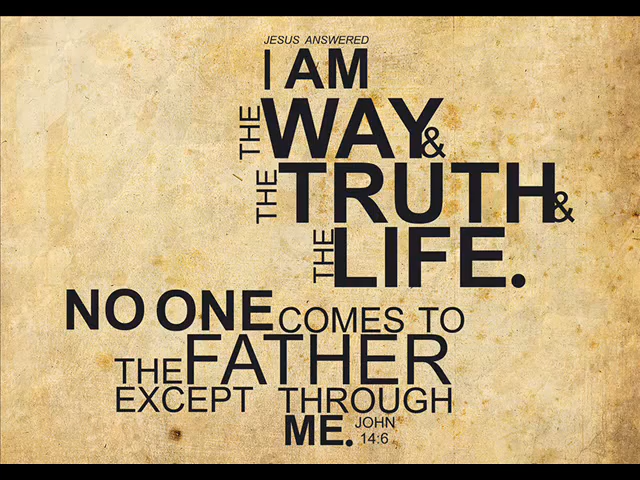 JESUS ANSWERED
I AM
THE WAY &
THE TRUTH &
THE LIFE.
NO ONE COMES TO
THE FATHER
EXCEPT THROUGH
ME. JOHN
14:6